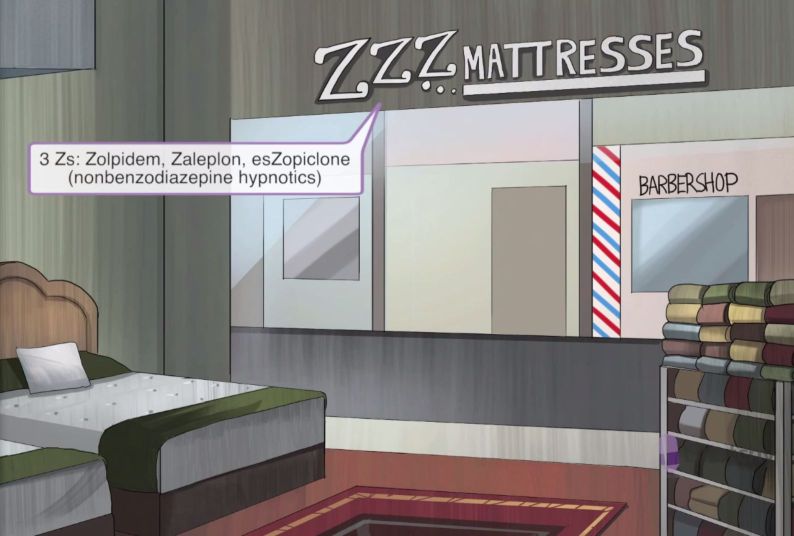 ZZZ... MATTRESSES
3 Zs: Zolpidem, Zaleplon, esZopiclone
(nonbenzodiazepine hypnotics)
BARBERSHOP